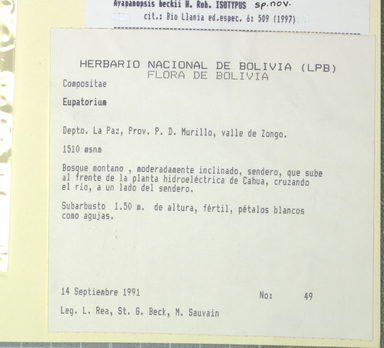 Ayapanopsis beckii H. Rob. ISOTYPUS sp. nov.
cit.: Bio Llania ed.espec. 6: 509 (1997)
HERBARIO NACIONAL DE BOLIVIA (LPB)
FLORA DE BOLIVIA
Compositae
Eupatorium
Depto. La Paz, Prov. P. D. Murillo, valle de Zongo.
1510 msnm
Bosque montano , moderadamente inclinado, sendero, que sube
al frente de la planta hidroeléctrica de Cahua, cruzando
el río, a un lado del sendero.
Subarbusto 1.50 m. de altura, fértil, pétalos blancos
como agujas.
14 Septiembre 1991 No: 49
Leg. L. Rea, St. G. Beck, M. Sauvain